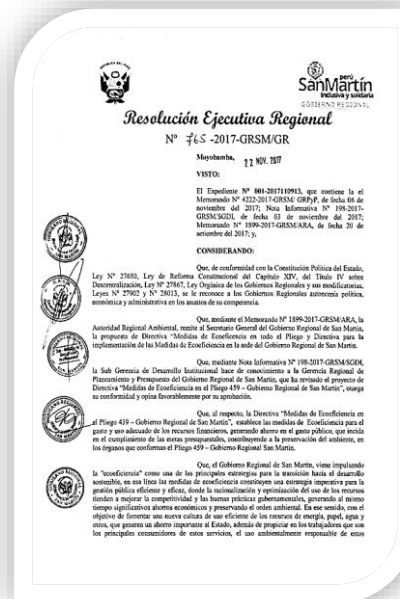 perú
SanMartín
inclusiva y solidaria
GOBIERNO REGIONAL
Resolución Ejecutiva Regional
Nº 765 -2017-GRSM/GR
Moyobamba, 22 NOV. 2017
VISTO:
El Expediente Nº 001-2017110913, que contiene la el
Memorando Nº 4222-2017-GRSM/ GRPyP, de fecha 06 de
noviembre del 2017; Nota Informativa Nº 198-2017-
GRSM/SGDI, de fecha 03 de noviembre del 2017;
Memorando Nº 1899-2017-GRSM/ARA, de fecha 20 de
setiembre del 2017; y,
CONSIDERANDO:
Que, de conformidad con la Constitución Política del Estado,
Ley Nº 27680, Ley de Reforma Constitucional del Capítulo XIV, del Título IV sobre
Descentralización, Ley Nº 27867, Ley Orgánica de los Gobiernos Regionales y sus modificatorias,
Leyes Nº 27902 y Nº 28013, se le reconoce a los Gobiernos Regionales autonomía política,
económica y administrativa en los asuntos de su competencia.
Que, mediante el Memorando Nº 1899-2017-GRSM/ARA, la
Autoridad Regional Ambiental, remite al Secretario General del Gobierno Regional de San Martín,
la propuesta de Directiva "Medidas de Ecoeficiencia en todo el Pliego y Directiva para la
implementación de las Medidas de Ecoeficiencia en la sede del Gobierno Regional de San Martín.
Que, mediante Nota Informativa Nº 198-2017-GRSM/SGDI,
la Sub Gerencia de Desarrollo Institucional hace de conocimiento a la Gerencia Regional de
Planeamiento y Presupuesto del Gobierno Regional de San Martín, que ha revisado el proyecto de
Directiva "Medidas de Ecoeficiencia en el Pliego 459 – Gobierno Regional de San Martín", otorga
su conformidad y opina favorablemente por su aprobación.
Que, al respecto, la Directiva "Medidas de Ecoeficiencia en
el Pliego 459 – Gobierno Regional de San Martín", establece las medidas de Ecoeficiencia para el
gasto y uso adecuado de los recursos financieros, generando ahorro en el gasto público, que incida
en el cumplimiento de las metas presupuestales, contribuyendo a la preservación del ambiente, en
los órganos que conforman el Pliego 459 – Gobierno Regional San Martín.
Que, el Gobierno Regional de San Martín, viene impulsando
la "ecoeficiencia" como una de las principales estrategias para la transición hacia el desarrollo
sostenible, en esa línea las medidas de ecoeficiencia constituyen una estrategia imperativa para la
gestión pública eficiente y eficaz, donde la racionalización y optimización del uso de los recursos
tienden a mejorar la competitividad y las buenas prácticas gubernamentales, generando al mismo
tiempo significativos ahorros económicos y preservando el orden ambiental. En ese sentido, con el
objetivo de fomentar una nueva cultura de uso eficiente de los recursos de energía, papel, agua y
otros, que generen un ahorro importante al Estado, además de propiciar en los trabajadores que son
los principales consumidores de estos servicios, el uso ambientalmente responsable de estos